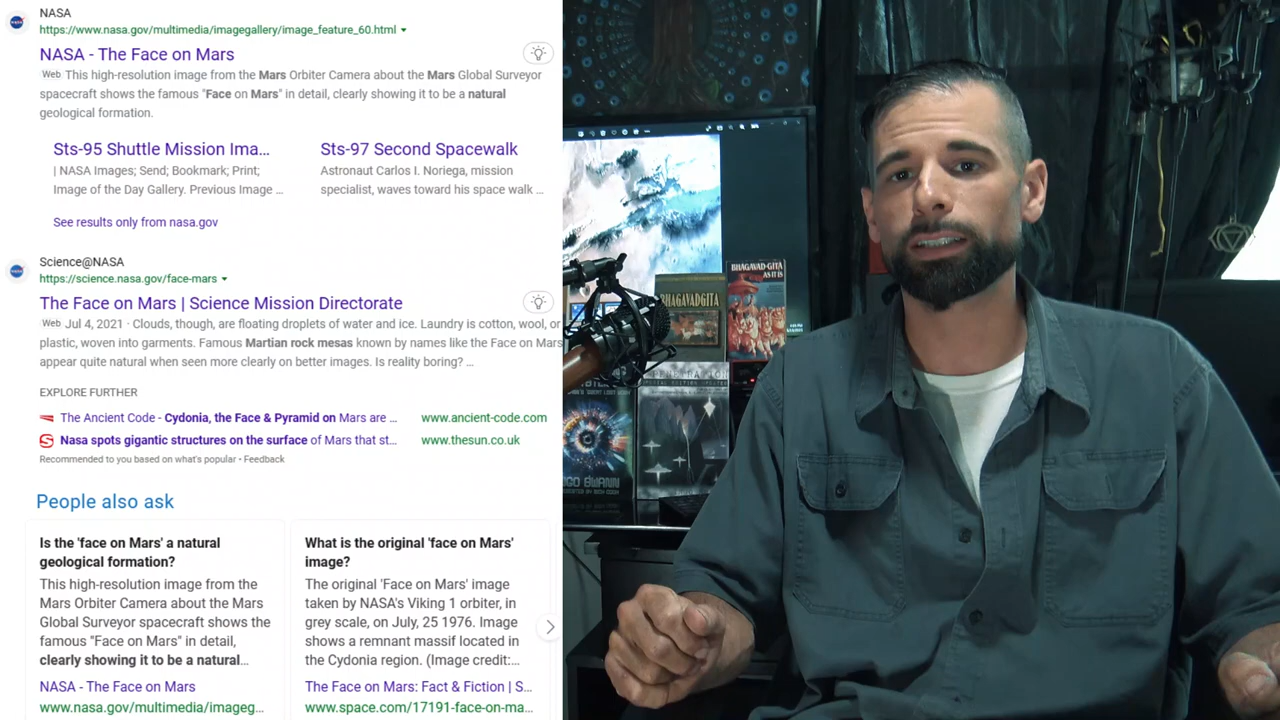 NASA
https://www.nasa.gov/multimedia/imagegallery/image_feature_60.html
NASA - The Face on Mars
Web This high-resolution image from the Mars Orbiter Camera about the Mars Global Surveyor
spacecraft shows the famous "Face on Mars" in detail, clearly showing it to be a natural
geological formation.
Sts-95 Shuttle Mission Ima...
| NASA Images; Send; Bookmark; Print;
Image of the Day Gallery. Previous Image ...
Sts-97 Second Spacewalk
Astronaut Carlos I. Noriega, mission
specialist, waves toward his space walk ...
See results only from nasa.gov
Science@NASA
https://science.nasa.gov/face-mars
The Face on Mars | Science Mission Directorate
Web Jul 4, 2021 · Clouds, though, are floating droplets of water and ice. Laundry is cotton, wool, or
plastic, woven into garments. Famous Martian rock mesas known by names like the Face on Mars
appear quite natural when seen more clearly on better images. Is reality boring? ...
EXPLORE FURTHER
The Ancient Code - Cydonia, the Face & Pyramid on Mars are ... www.ancient-code.com
Nasa spots gigantic structures on the surface of Mars that st... www.thesun.co.uk
Recommended to you based on what's popular • Feedback
People also ask
Is the 'face on Mars' a natural
geological formation?
This high-resolution image from the
Mars Orbiter Camera about the Mars
Global Surveyor spacecraft shows the
famous "Face on Mars" in detail,
clearly showing it to be a natural...
NASA - The Face on Mars
www.nasa.gov/multimedia/imageg...
What is the original 'face on Mars'
image?
The original 'Face on Mars' image
taken by NASA's Viking 1 orbiter, in
grey scale, on July, 25 1976. Image
shows a remnant massif located in
the Cydonia region. (Image credit:...
The Face on Mars: Fact & Fiction | S...
www.space.com/17191-face-on-ma...
BHAGAVADGITA
BHAGAVAD-GITA
AS IT IS
PENETRATION
SPECIAL EDITION UPDATED
INGO SWANN